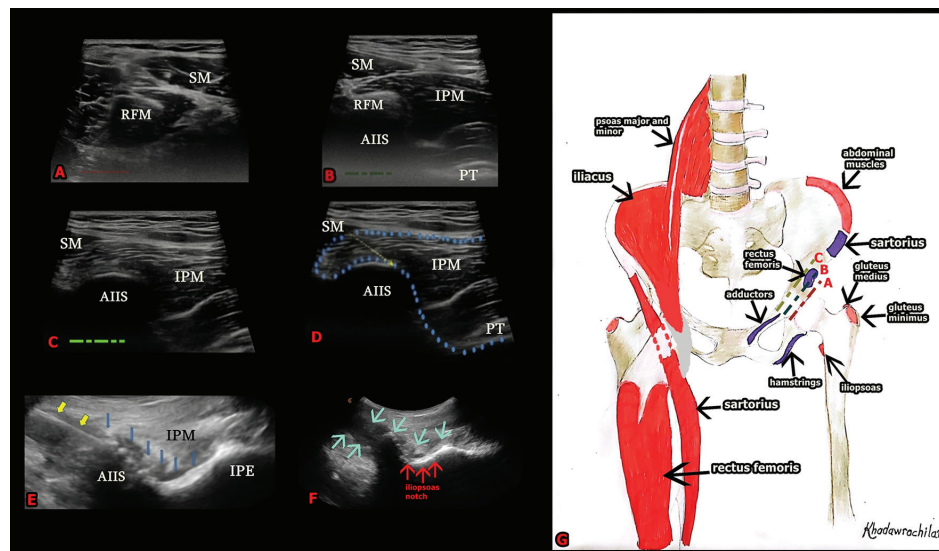 SM
RFM
A
SM
IPM
RFM
AIIS
PT
B
SM
IPM
AIIS
C
SM
IPM
AIIS
PT
D
IPM
AIIS
IPE
E
iliopsoas
notch
F
psoas major and
minor
iliacus
abdominal
muscles
sartorius
rectus
femoris
C
B
A
gluteus
medius
adductors
gluteus
minimus
hamstrings
iliopsoas
sartorius
rectus femoris
G